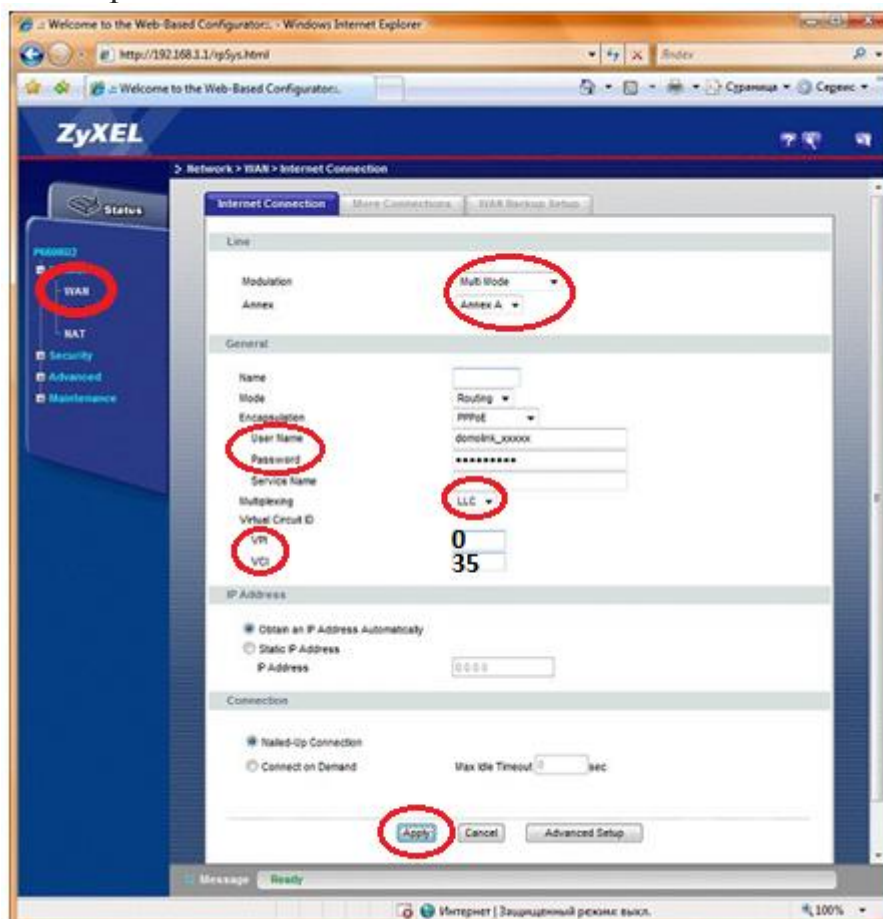 .: Welcome to the Web-Based Configurator::. - Windows Internet Explorer
http://192.168.1.1/rpSys.html
Яndex
.: Welcome to the Web-Based Configurator::.
Страница
Сервис
ZyXEL
Network > WAN > Internet Connection
Status
Internet Connection
More Connections
WAN Backup Setup
Line
Modulation
Multi Mode
Annex
Annex A
WAN
NAT
Security
Advanced
Maintenance
General
Name
Mode
Routing
Encapsulation
PPPoE
User Name
domolink_xxxxx
Password
•••••••••
Service Name
Multiplexing
LLC
Virtual Circuit ID
VPI
0
VCI
35
IP Address
Obtain an IP Address Automatically
Static IP Address
IP Address
0.0.0.0
Connection
Nailed-Up Connection
Connect on Demand
Max Idle Timeout 0 sec
Apply
Cancel
Advanced Setup
Message
Ready
Интернет | Защищенный режим: выкл.
100%